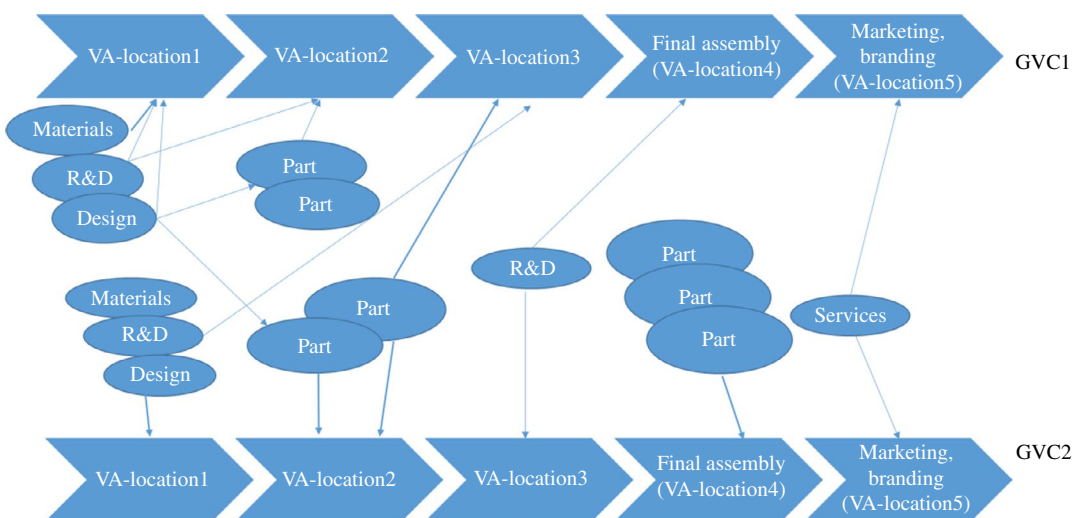 VA-location1
VA-location2
VA-location3
Final assembly
(VA-location4)
Marketing,
branding
(VA-location5)
GVC1
Materials
R&D
Design
Part
Part
Materials
R&D
Design
Part
Part
R&D
Part
Part
Part
Services
VA-location1
VA-location2
VA-location3
Final assembly
(VA-location4)
Marketing,
branding
(VA-location5)
GVC2